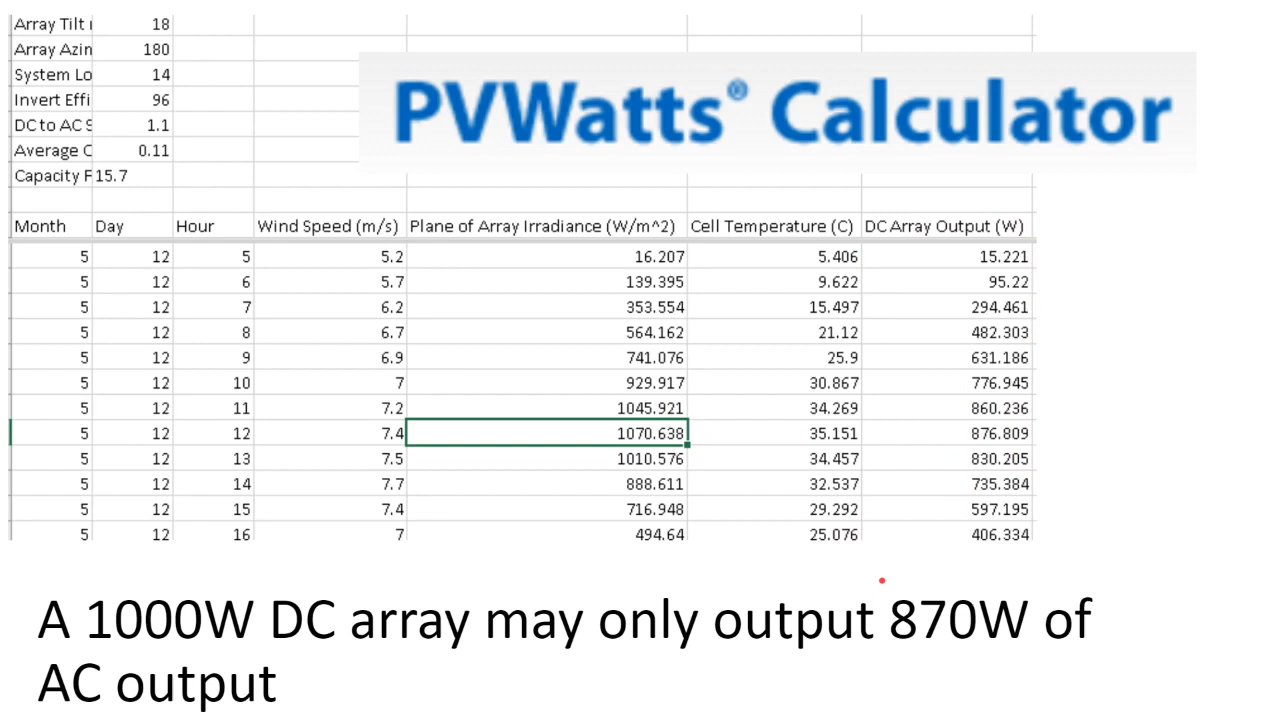 Array Tilt
18
Array Azin
180
System Lo
14
Invert Effi
96
DC to AC S
1.1
Average C
0.11
Capacity F 15.7
PVWatts® Calculator
Month Day Hour Wind Speed (m/s) Plane of Array Irradiance (W/m^2) Cell Temperature (C) DC Array Output (W)
5 12 5 5.2 16.207 5.406 15.221
5 12 6 5.7 139.395 9.622 95.22
5 12 7 6.2 353.554 15.497 294.461
5 12 8 6.7 564.162 21.12 482.303
5 12 9 6.9 741.076 25.9 631.186
5 12 10 7 929.917 30.867 776.945
5 12 11 7.2 1045.921 34.269 860.236
5 12 12 7.4 1070.638 35.151 876.809
5 12 13 7.5 1010.576 34.457 830.205
5 12 14 7.7 888.611 32.537 735.384
5 12 15 7.4 716.948 29.292 597.195
5 12 16 7 494.64 25.076 406.334
A 1000W DC array may only output 870W of
AC output